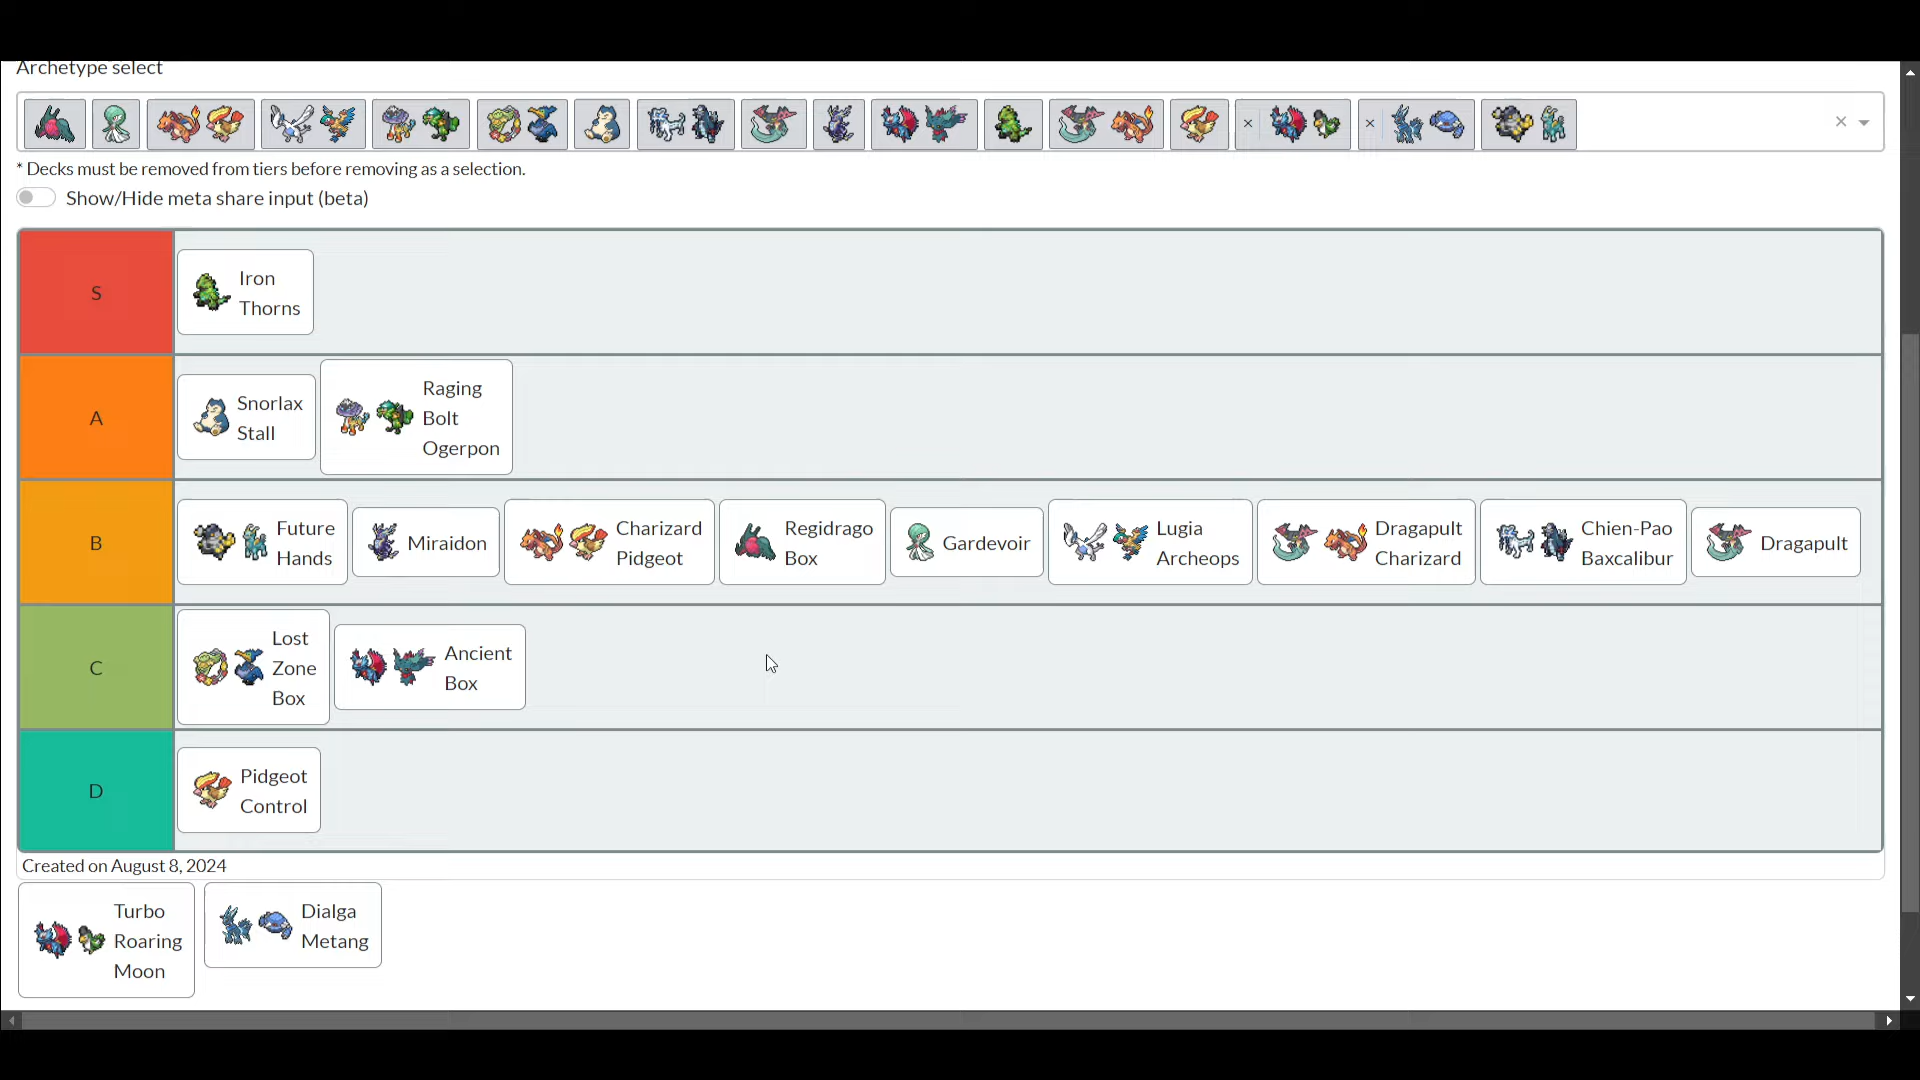 Archetype select
* Decks must be removed from tiers before removing as a selection.
Show/Hide meta share input (beta)
S
Iron
Thorns
A
Snorlax
Stall
Raging
Bolt
Ogerpon
B
Future
Hands
Miraidon
Charizard
Pidgeot
Regidrago
Box
Gardevoir
Lugia
Archeops
Dragapult
Charizard
Chien-Pao
Baxcalibur
Dragapult
C
Lost
Zone
Box
Ancient
Box
D
Pidgeot
Control
Created on August 8, 2024
Turbo
Roaring
Moon
Dialga
Metang